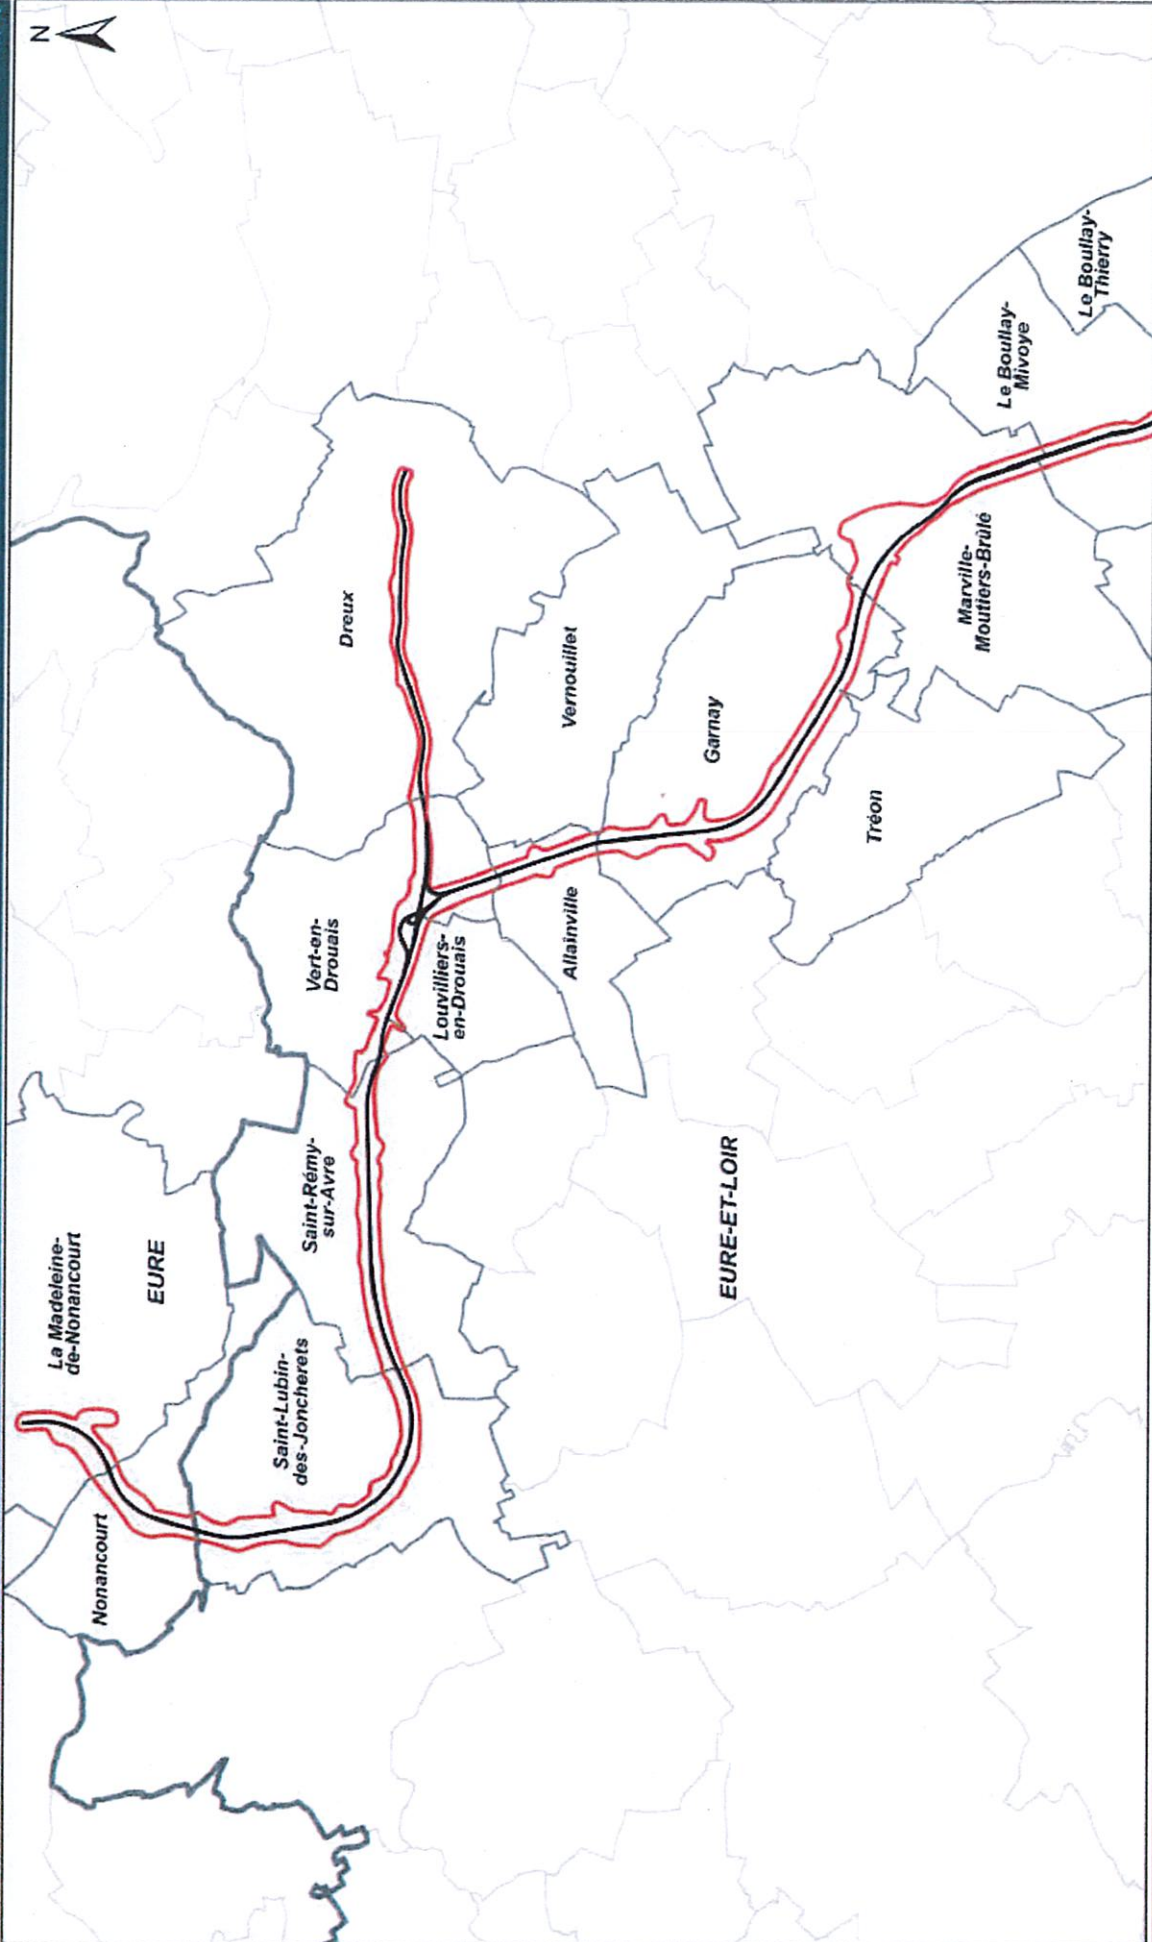 N
La Madeleine-
de-Nonancourt
EURE
Nonancourt
Saint-Lubin-
des-Joncherets
Saint-Rémy-
sur-Avre
Vert-en-
Drouais
Dreux
Louvilliers-
en-Drouais
Allainville
Vernouillet
Garnay
EURE-ET-LOIR
Tréon
Marville-
Moutiers-Brûlé
Le Boullay-
Mivoye
Le Boullay-
Thierry